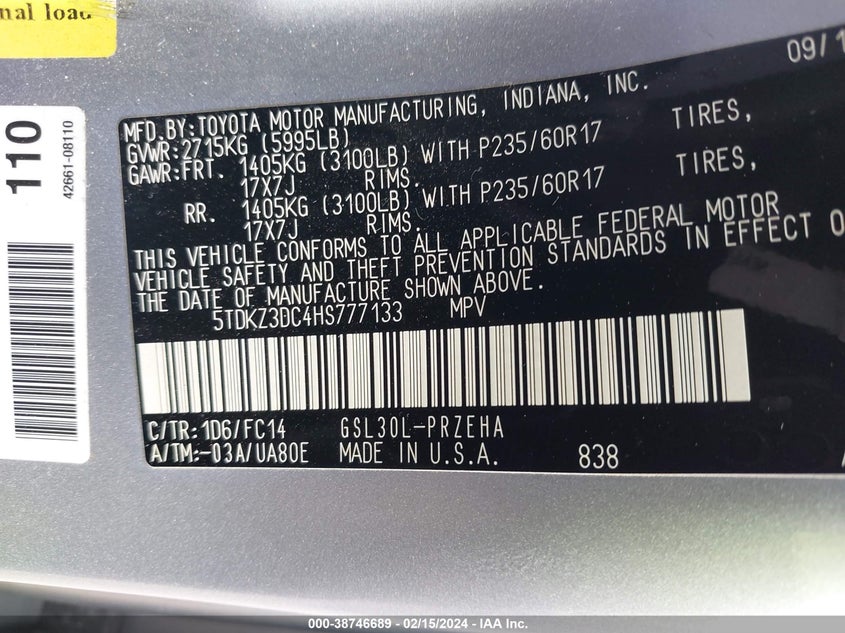 nal load
110
42661-08110
09/1
MFD.BY:TOYOTA MOTOR MANUFACTURING, INDIANA, INC.
GVWR:2715KG (5995LB)
GAWR:FRT. 1405KG (3100LB) WITH P235/60R17 TIRES,
17X7J RIMS.
RR. 1405KG (3100LB) WITH P235/60R17 TIRES,
17X7J RIMS.
THIS VEHICLE CONFORMS TO ALL APPLICABLE FEDERAL MOTOR
VEHICLE SAFETY AND THEFT PREVENTION STANDARDS IN EFFECT O
THE DATE OF MANUFACTURE SHOWN ABOVE.
5TDKZ3DC4HS777133 MPV
C/TR:1D6/FC14 GSL30L-PRZEHA
A/TM:-03A/UA80E MADE IN U.S.A. 838
000-38746689 - 02/15/2024 - IAA Inc.